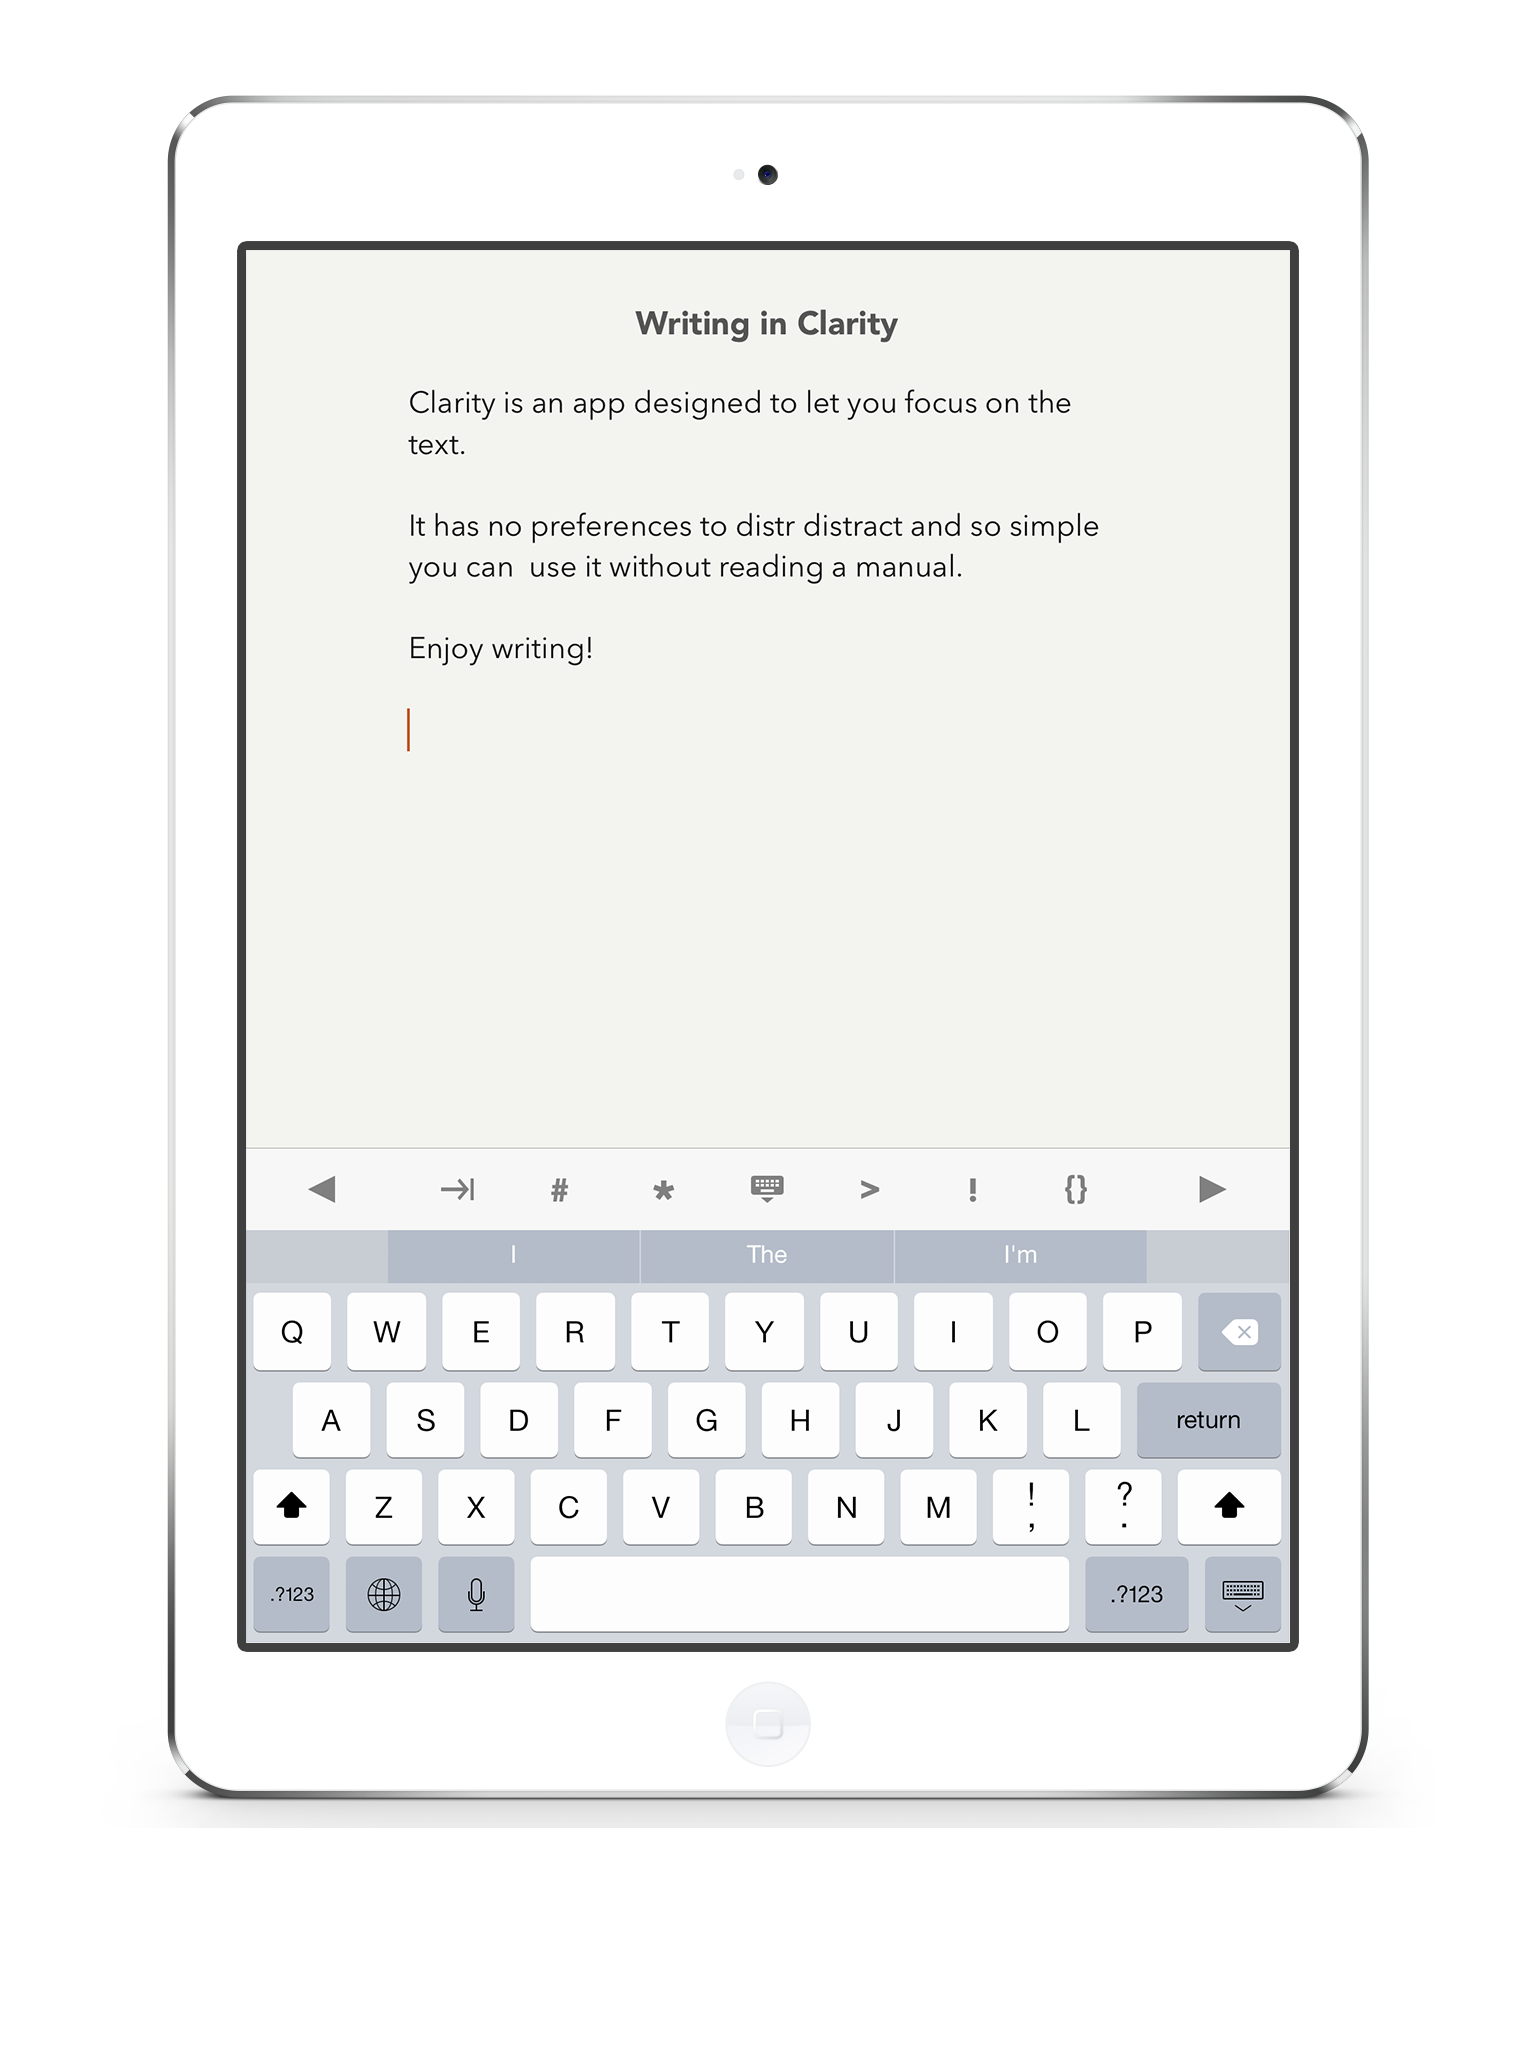 Writing in Clarity
Clarity is an app designed to let you focus on the
text.
It has no preferences to distr distract and so simple
you can  use it without reading a manual.
Enjoy writing!
# * > ! {}
I The I'm
Q W E R T Y U I O P
A S D F G H J K L return
Z X C V B N M ! , ? .
.?123 .?123